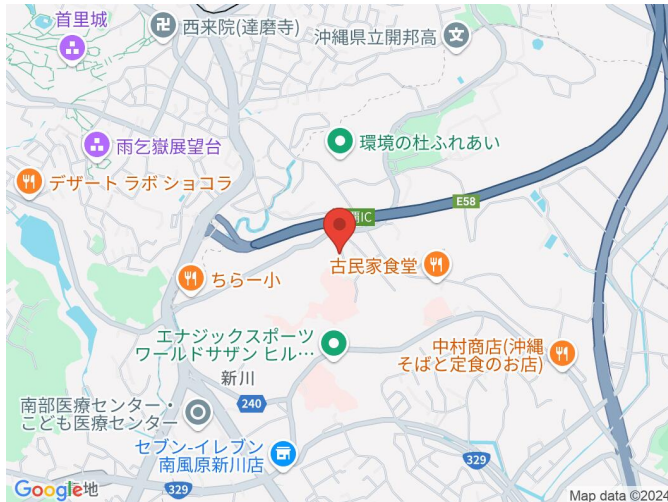 首里城
西来院(達磨寺)
沖縄県立開邦高
雨乞嶽展望台
環境の杜ふれあい
デザート ラボ ショコラ
E58
IC
ちらー小
古民家食堂
エナジックスポーツ
ワールドサザン ヒル…
中村商店(沖縄
そばと定食のお店)
新川
240
南部医療センター・
こども医療センター
セブン-イレブン
南風原新川店
329
329
Google
地
Map data ©2024